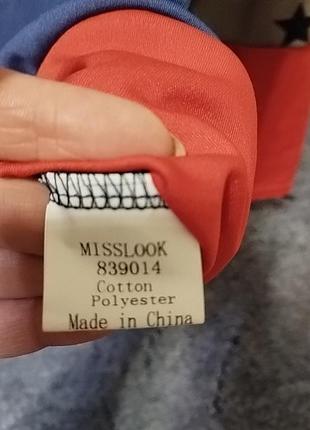 MISSLOOK
839014
Cotton
Polyester
Made in China